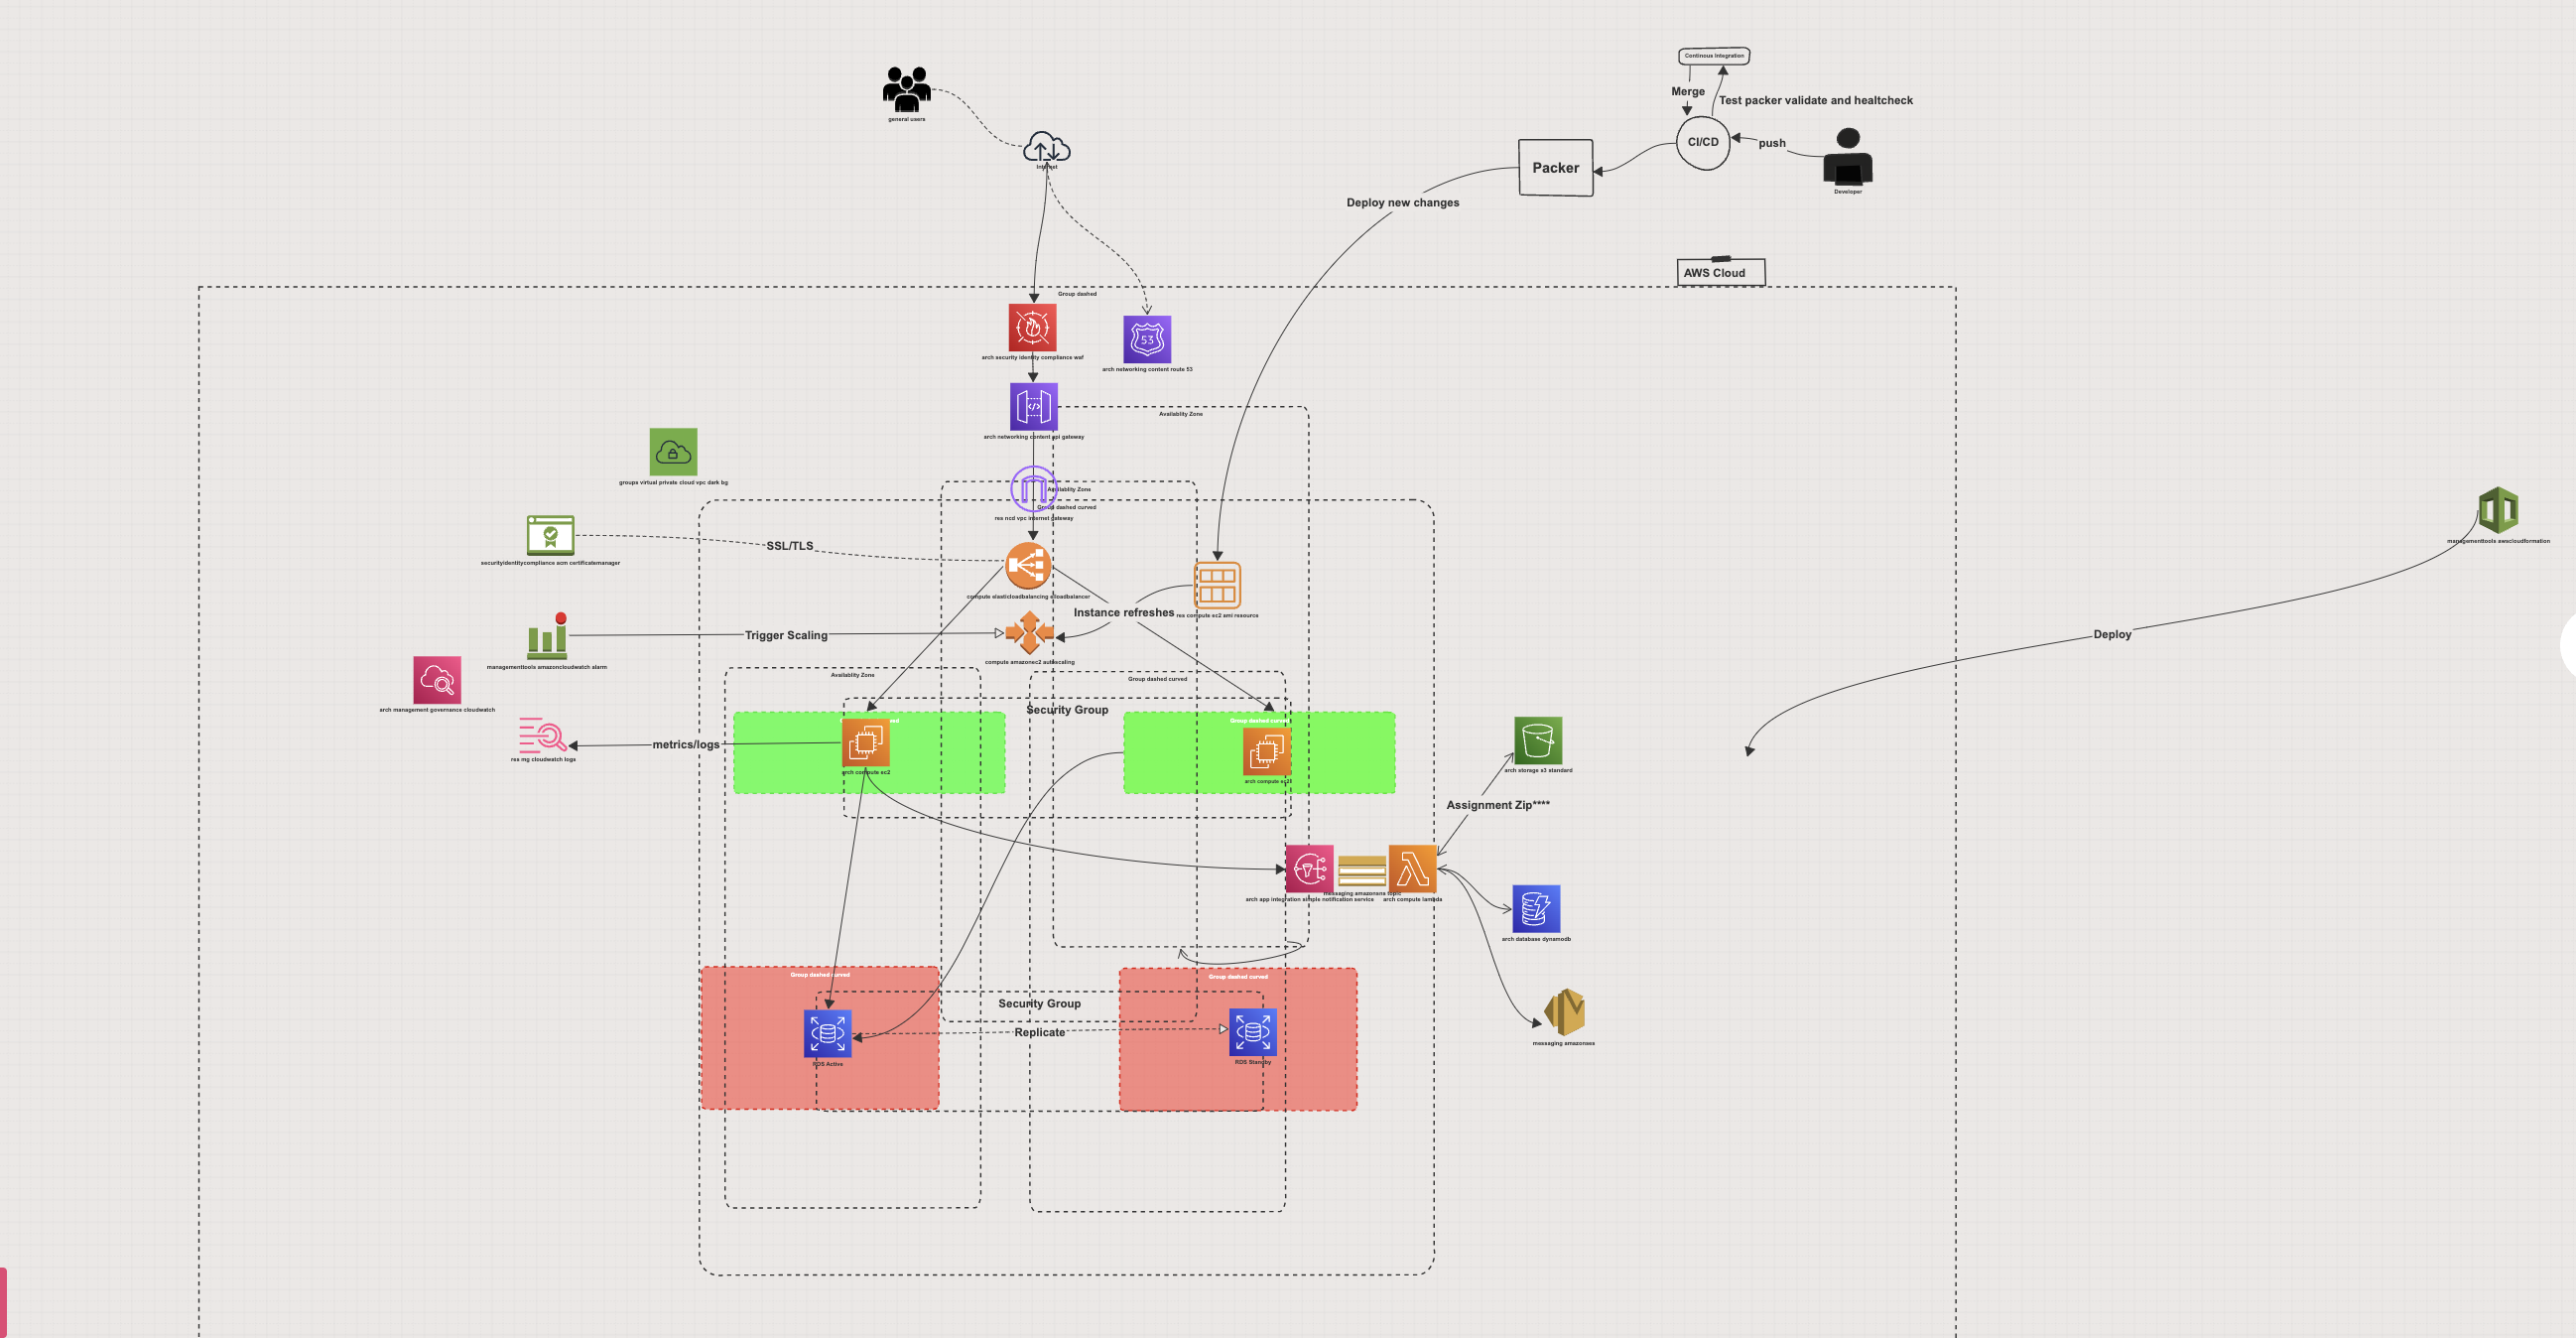 Continous Integration
Merge
Test packer validate and healtcheck
CI/CD
push
Developer
Packer
general users
Internet
Deploy new changes
AWS Cloud
Group dashed
53
arch security identity compliance waf
arch networking content route 53
Availablity Zone
arch networking content api gateway
groups virtual private cloud vpc dark bg
Availablity Zone
Group dashed curved
res ncd vpc internet gateway
managementtools awscloudformation
SSL/TLS
securityidentitycompliance acm certificatemanager
compute elasticloadbalancing elloadbalancer
Instance refreshes
res compute ec2 ami resource
Trigger Scaling
Deploy
compute amazonec2 autoscaling
managementtools amazoncloudwatch alarm
Availablity Zone
Group dashed curved
arch management governance cloudwatch
Security Group
Group dashed curved
metrics/logs
res mg cloudwatch logs
arch compute ec2
arch compute ec2
arch storage s3 standard
Assignment Zip****
messaging amazonsns topic
arch app integration simple notification service
arch compute lambda
arch database dynamodb
Group dashed curved
Group dashed curved
Security Group
Replicate
RDS Active
RDS Standby
messaging amazonses